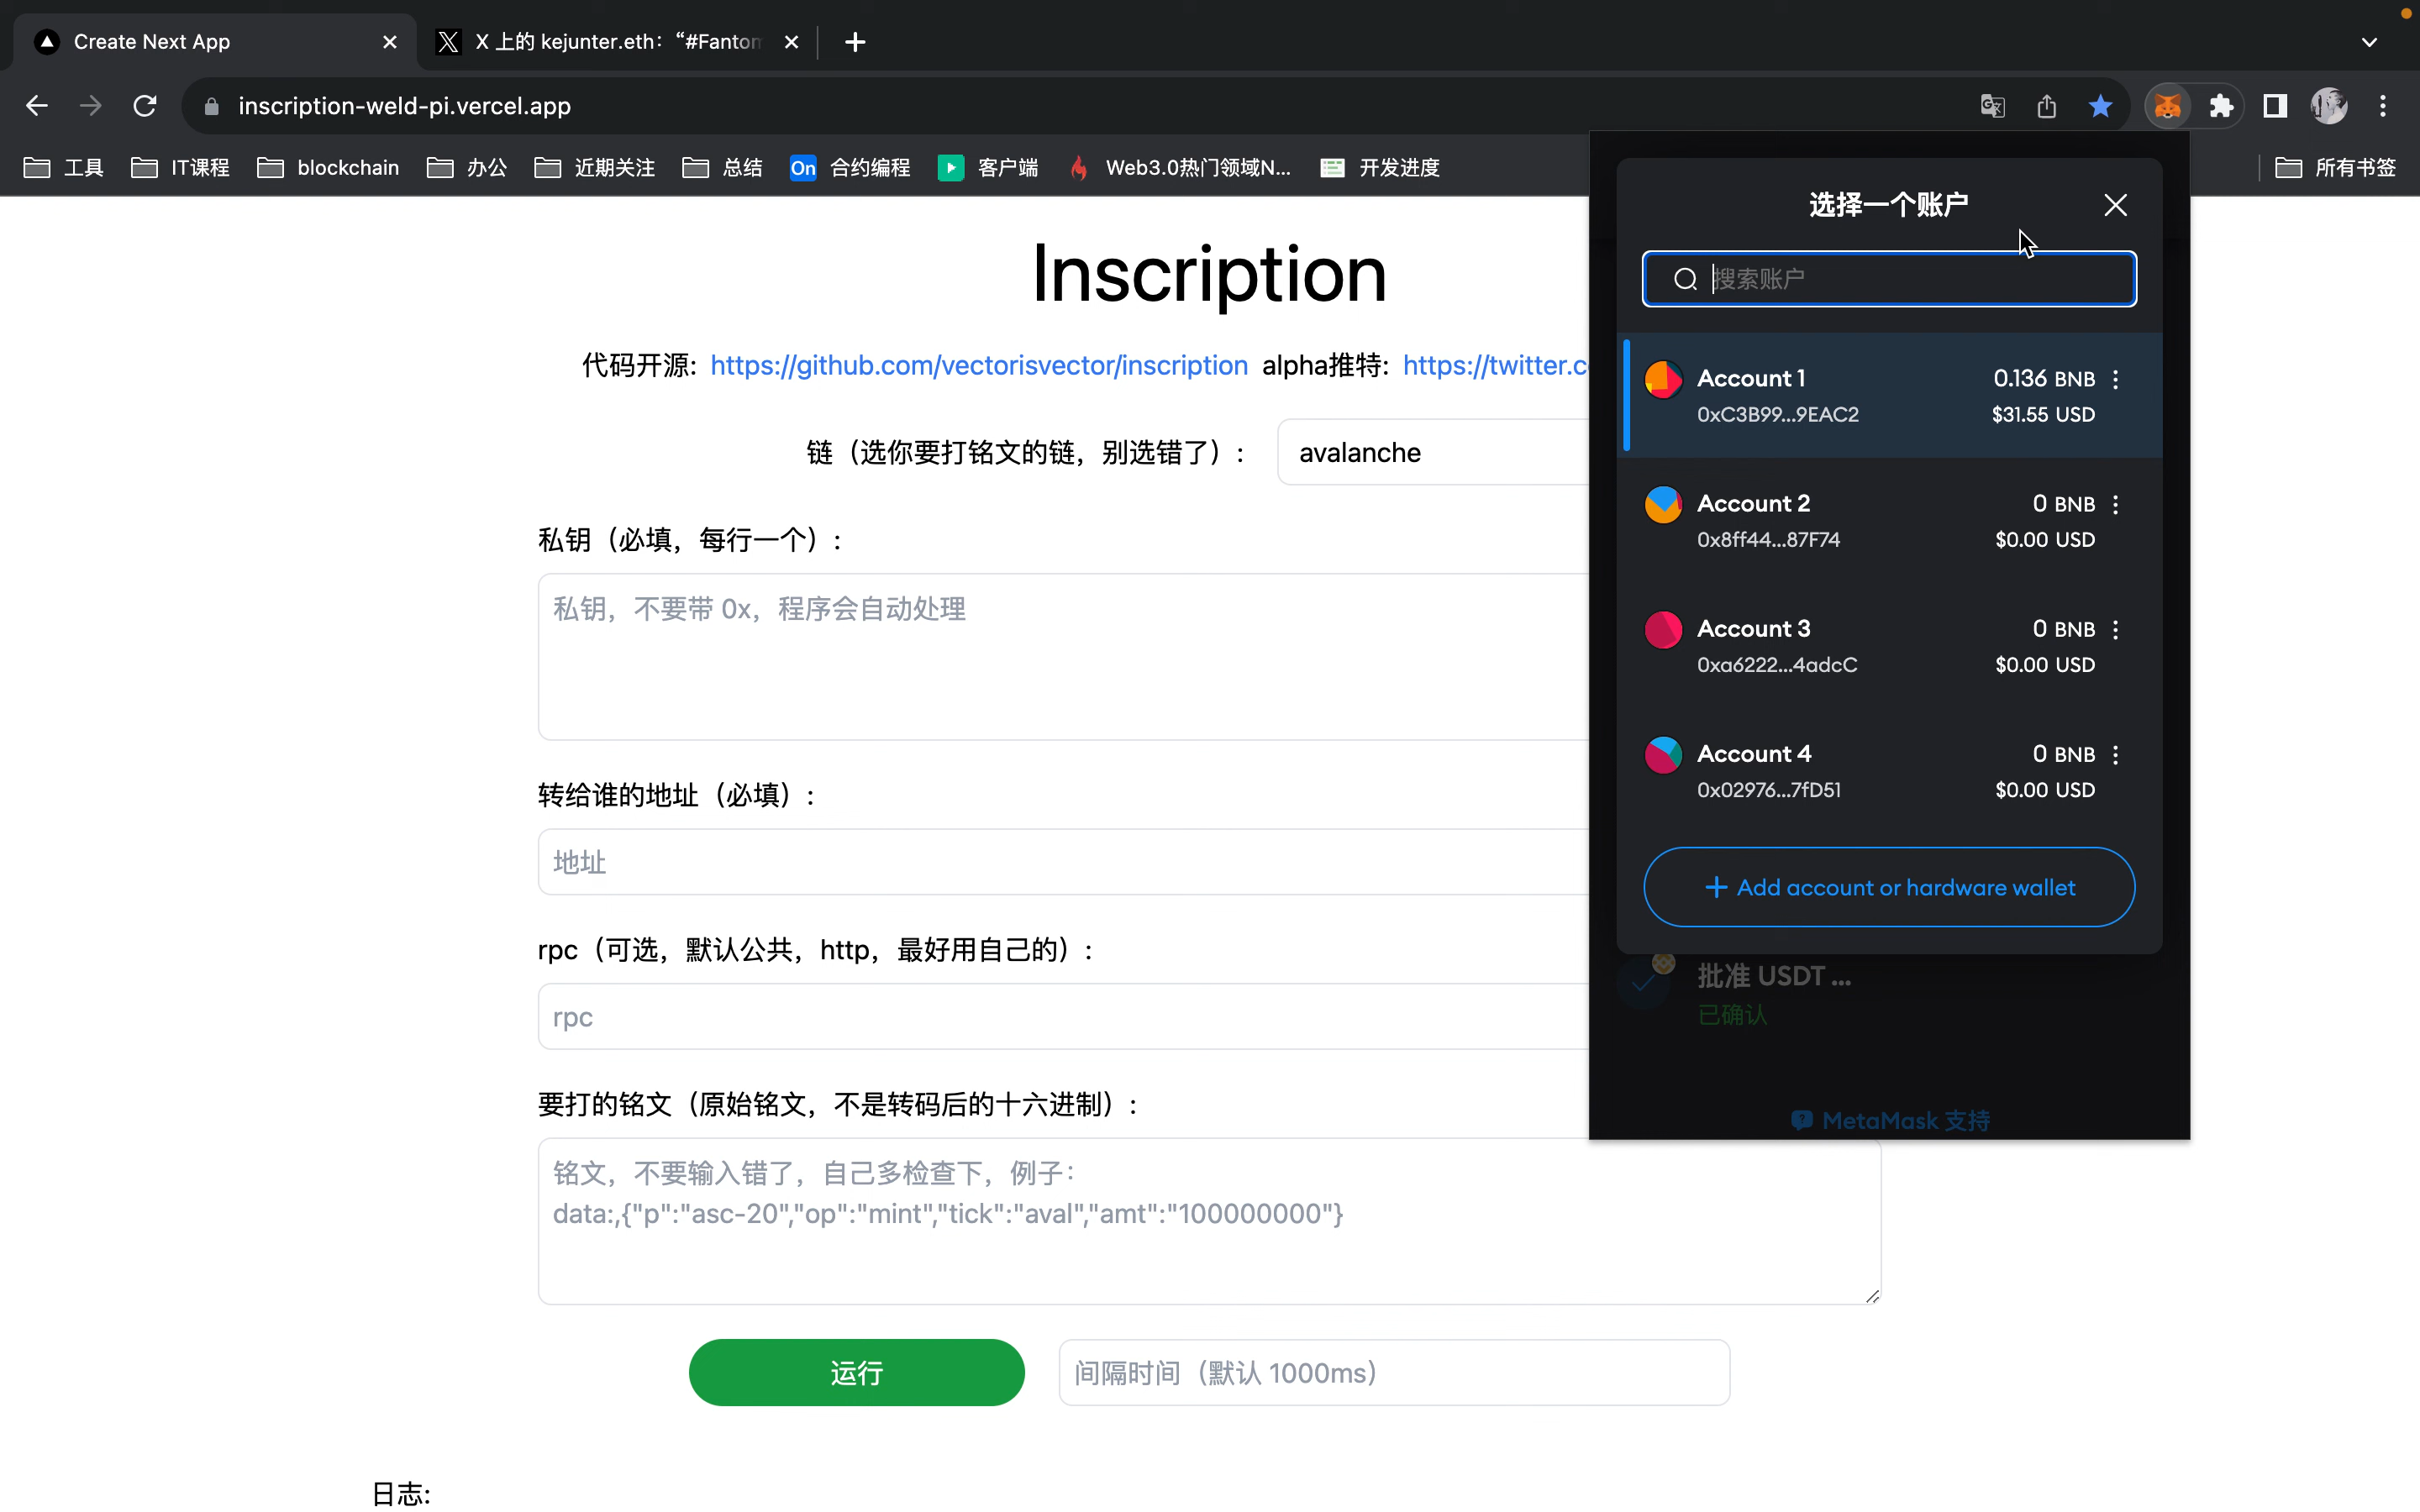 Create Next App
X 上的 kejunter.eth: “#Fantom
inscription-weld-pi.vercel.app
工具
IT课程
blockchain
办公
近期关注
总结
On 合约编程
客户端
Web3.0热门领域N...
开发进度
所有书签
Inscription
代码开源: https://github.com/vectorisvector/inscription alpha推特: https://twitter.c
链（选你要打铭文的链，别选错了）:
avalanche
私钥（必填，每行一个）:
私钥，不要带 0x，程序会自动处理
转给谁的地址（必填）:
地址
rpc（可选，默认公共，http，最好用自己的）:
rpc
要打的铭文（原始铭文，不是转码后的十六进制）:
铭文，不要输入错了，自己多检查下，例子:
data:,{"p":"asc-20","op":"mint","tick":"aval","amt":"100000000"}
运行
间隔时间（默认 1000ms）
日志:
选择一个账户
搜索账户
Account 1
0.136 BNB
0xC3B99...9EAC2
$31.55 USD
Account 2
0 BNB
0x8ff44...87F74
$0.00 USD
Account 3
0 BNB
0xa6222...4adcC
$0.00 USD
Account 4
0 BNB
0x02976...7fD51
$0.00 USD
+ Add account or hardware wallet
批准 USDT ...
已确认
MetaMask 支持